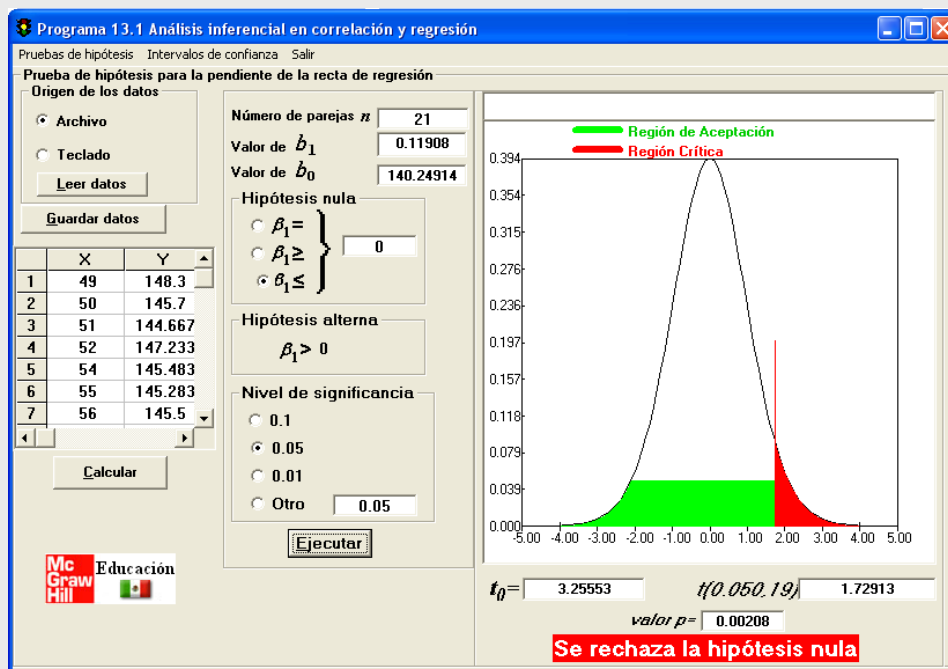 Programa 13.1 Análisis inferencial en correlación y regresión
Pruebas de hipótesis Intervalos de confianza Salir
Prueba de hipótesis para la pendiente de la recta de regresión
Origen de los datos
Archivo
Teclado
Leer datos
Guardar datos
X Y
1 49 148.3
2 50 145.7
3 51 144.667
4 52 147.233
5 54 145.483
6 55 145.283
7 56 145.5
Calcular
Mc Graw Hill Educación
Número de parejas n 21
Valor de b1 0.11908
Valor de b0 140.24914
Hipótesis nula
β1=
β1≥
β1≤
0
Hipótesis alterna
β1> 0
Nivel de significancia
0.1
0.05
0.01
Otro 0.05
Ejecutar
Región de Aceptación
Región Crítica
0.394
0.354
0.315
0.276
0.236
0.197
0.157
0.118
0.079
0.039
0.000
-5.00 -4.00 -3.00 -2.00 -1.00 0.00 1.00 2.00 3.00 4.00 5.00
t0= 3.25553 t(0.050,19) 1.72913
valor p= 0.00208
Se rechaza la hipótesis nula